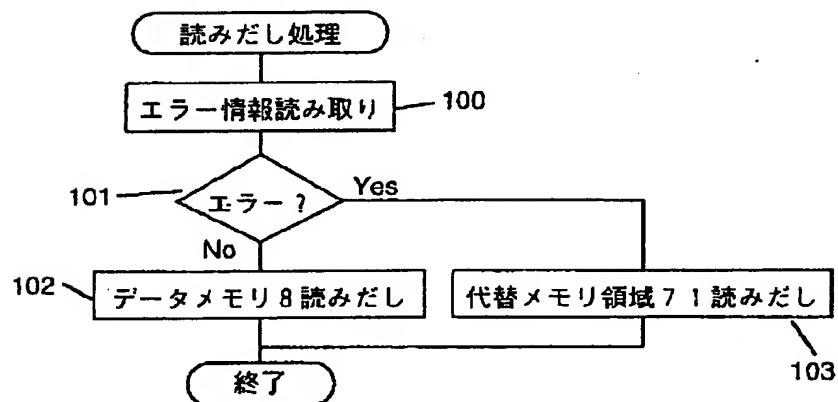 読みだし処理
エラー情報読み取り
100
101
エラー?
Yes
No
102
データメモリ8読みだし
代替メモリ領域71読みだし
103
終了